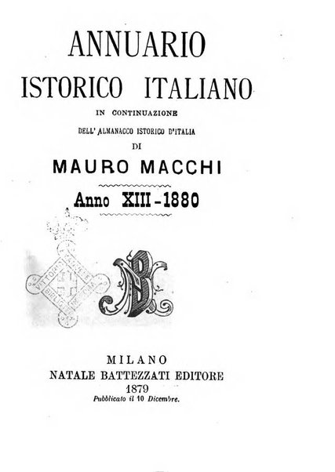 ANNUARIO
ISTORICO ITALIANO
IN CONTINUAZIONE
DELL' ALMANACCO ISTORICO D'ITALIA
DI
MAURO MACCHI
Anno XIII - 1880
NB
MILANO
NATALE BATTEZZATI EDITORE
1879
Pubblicato il 10 Dicembre.